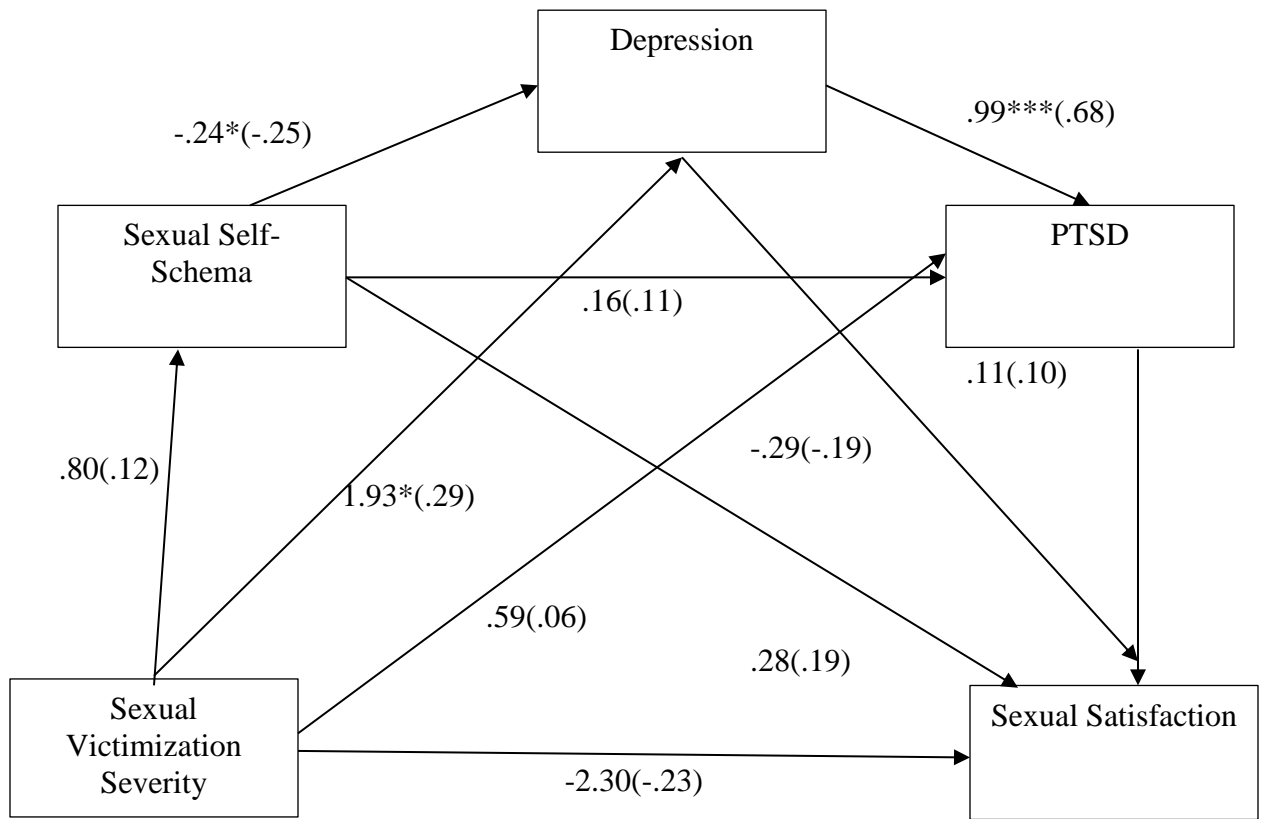 Depression
-.24*(-.25)
.99***(.68)
Sexual Self-
Schema
PTSD
.16(.11)
.11(.10)
.80(.12)
-.29(-.19)
1.93*(.29)
.59(.06)
.28(.19)
Sexual
Victimization
Severity
Sexual Satisfaction
-2.30(-.23)